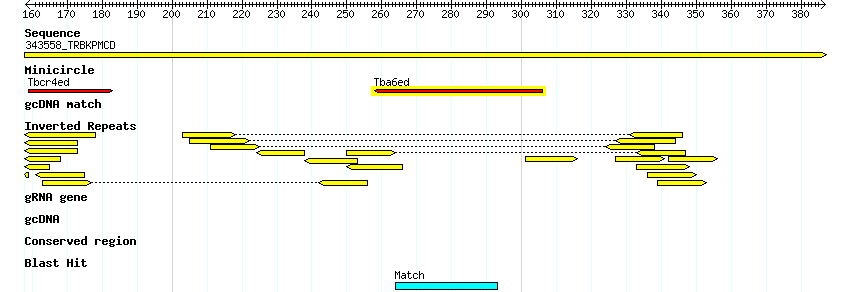 160 170 180 190 200 210 220 230 240 250 260 270 280 290 300 310 320 330 340 350 360 370 380
Sequence
343558_TRBKPMCD
Minicircle
Tbcr4ed Tba6ed
gcDNA match
Inverted Repeats
gRNA gene
gcDNA
Conserved region
Blast Hit
Match